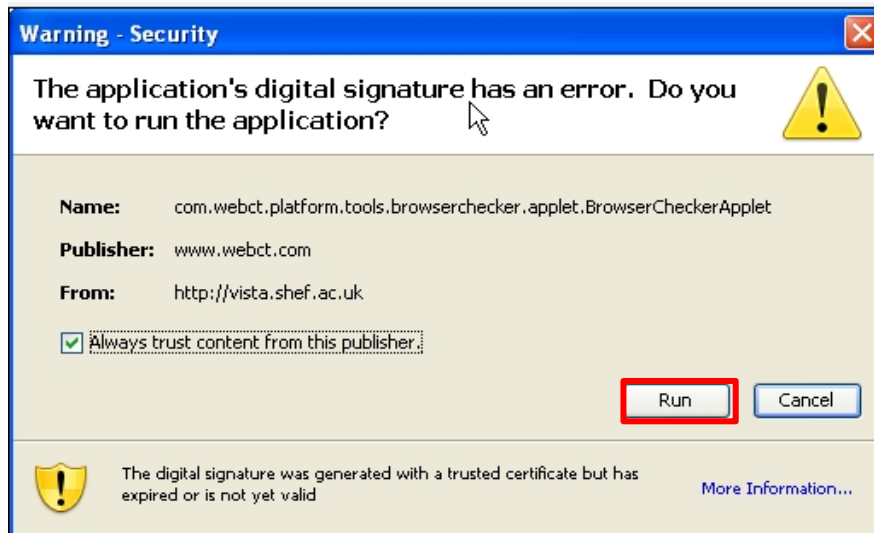 Warning - Security
The application's digital signature has an error. Do you
want to run the application?
Name: com.webct.platform.tools.browserchecker.applet.BrowserCheckerApplet
Publisher: www.webct.com
From: http://vista.shef.ac.uk
Always trust content from this publisher.
Run Cancel
The digital signature was generated with a trusted certificate but has
expired or is not yet valid
More Information...